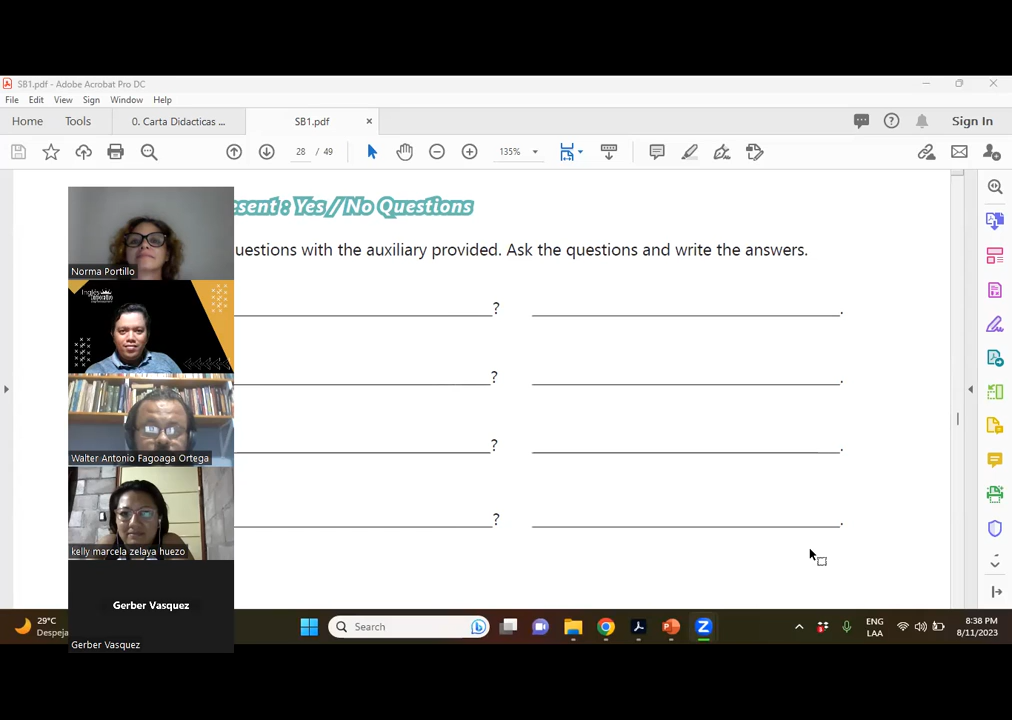 SB1.pdf - Adobe Acrobat Pro DC
File Edit View Sign Window Help
Home Tools 0. Carta Didacticas ... SB1.pdf × Sign In
28 / 49 135%
esent : Yes / No Questions
uestions with the auxiliary provided. Ask the questions and write the answers.
? .
? .
? .
? .
Norma Portillo
Inglés
Walter Antonio Fagoaga Ortega
kelly marcela zelaya huezo
Gerber Vasquez
Gerber Vasquez
29°C
Despeja
Search
ENG
LAA
8:38 PM
8/11/2023